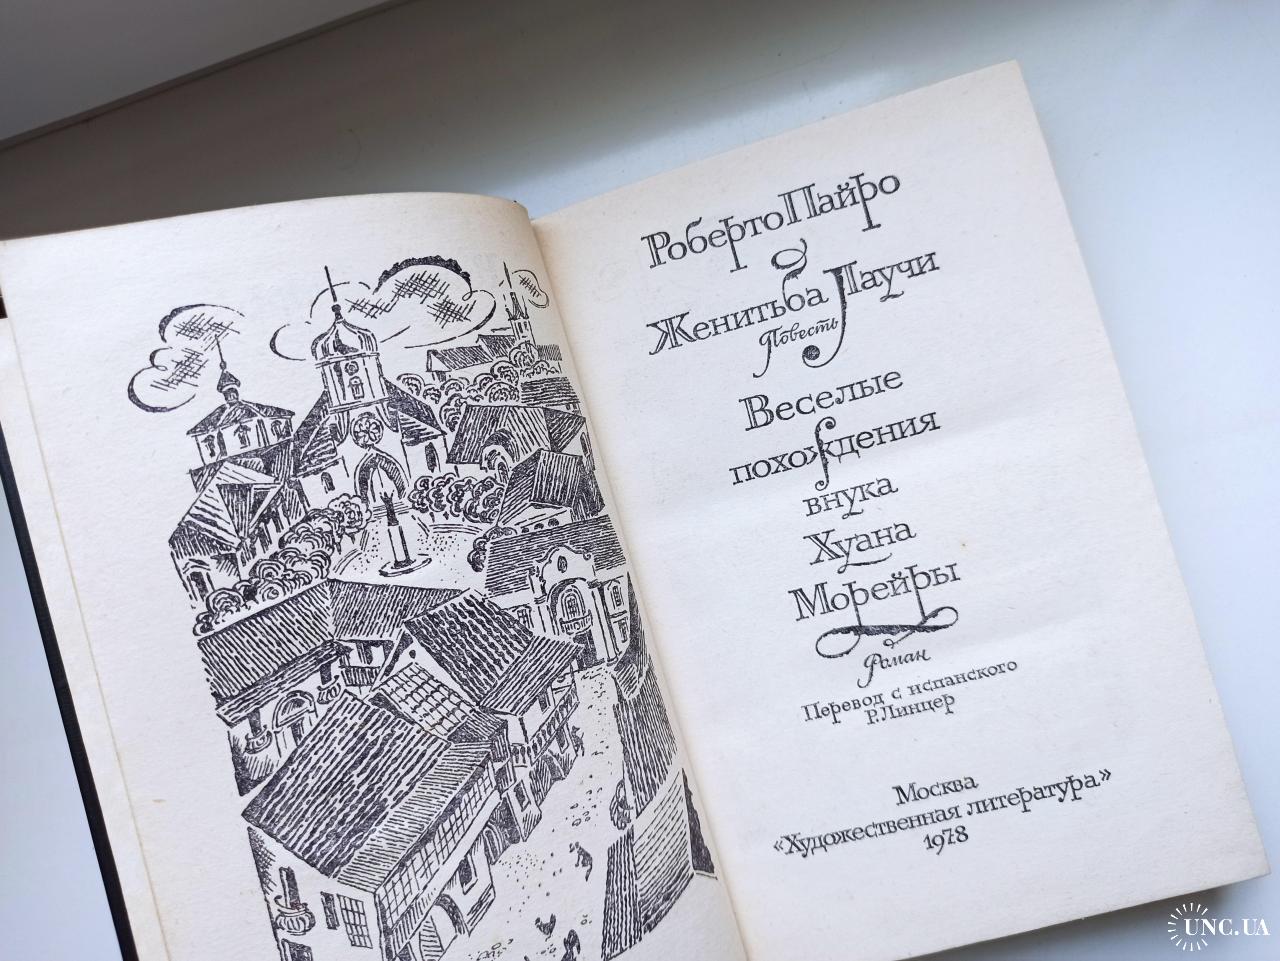 Роберто Пайро
Женитьба Лаучи
Повесть
Веселые
похождения
внука
Хуана
Морейры
Роман
Перевод с испанского
Р. Линцер
Москва
«Художественная литература»
1978
UNC.UA